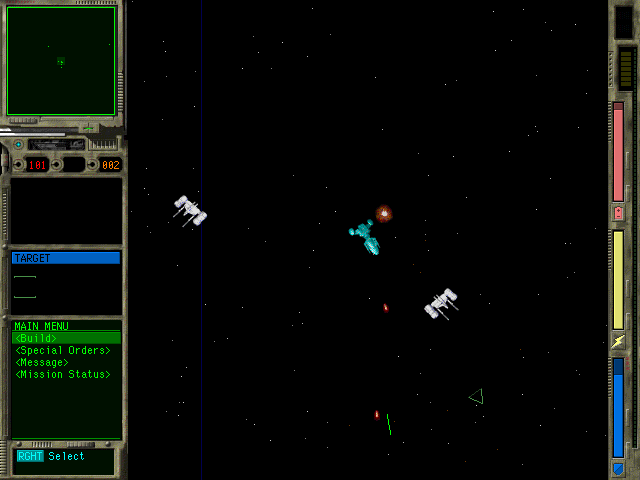 101 002
TARGET
MAIN MENU
<Build>
<Special Orders>
<Message>
<Mission Status>
RGHT Select